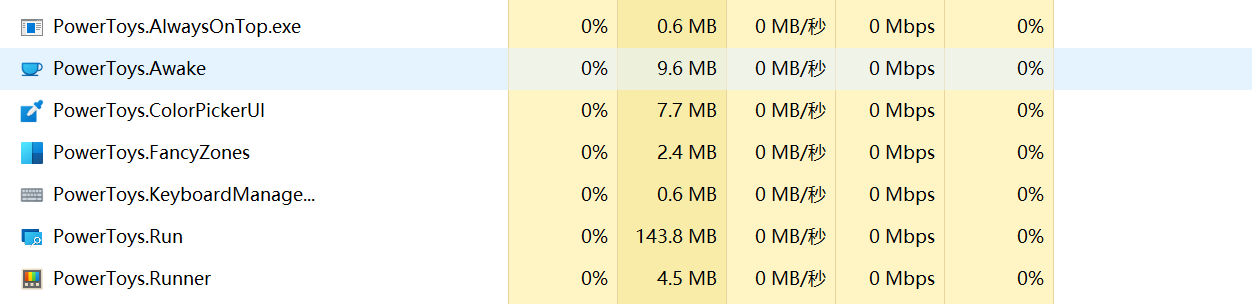 PowerToys.AlwaysOnTop.exe 0% 0.6 MB 0 MB/秒 0 Mbps 0%
PowerToys.Awake 0% 9.6 MB 0 MB/秒 0 Mbps 0%
PowerToys.ColorPickerUI 0% 7.7 MB 0 MB/秒 0 Mbps 0%
PowerToys.FancyZones 0% 2.4 MB 0 MB/秒 0 Mbps 0%
PowerToys.KeyboardManage... 0% 0.6 MB 0 MB/秒 0 Mbps 0%
PowerToys.Run 0% 143.8 MB 0 MB/秒 0 Mbps 0%
PowerToys.Runner 0% 4.5 MB 0 MB/秒 0 Mbps 0%